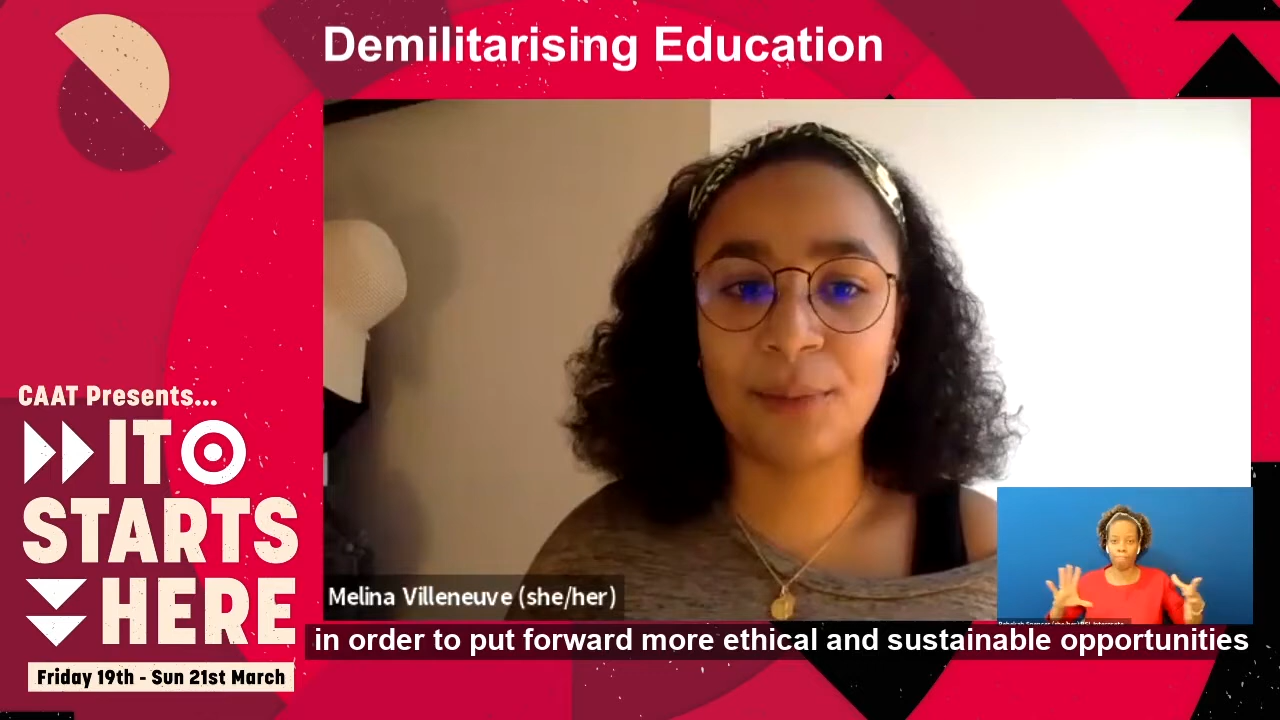 Demilitarising Education
CAAT Presents...
IT
STARTS
HERE
Friday 19th - Sun 21st March
Melina Villeneuve (she/her)
in order to put forward more ethical and sustainable opportunities